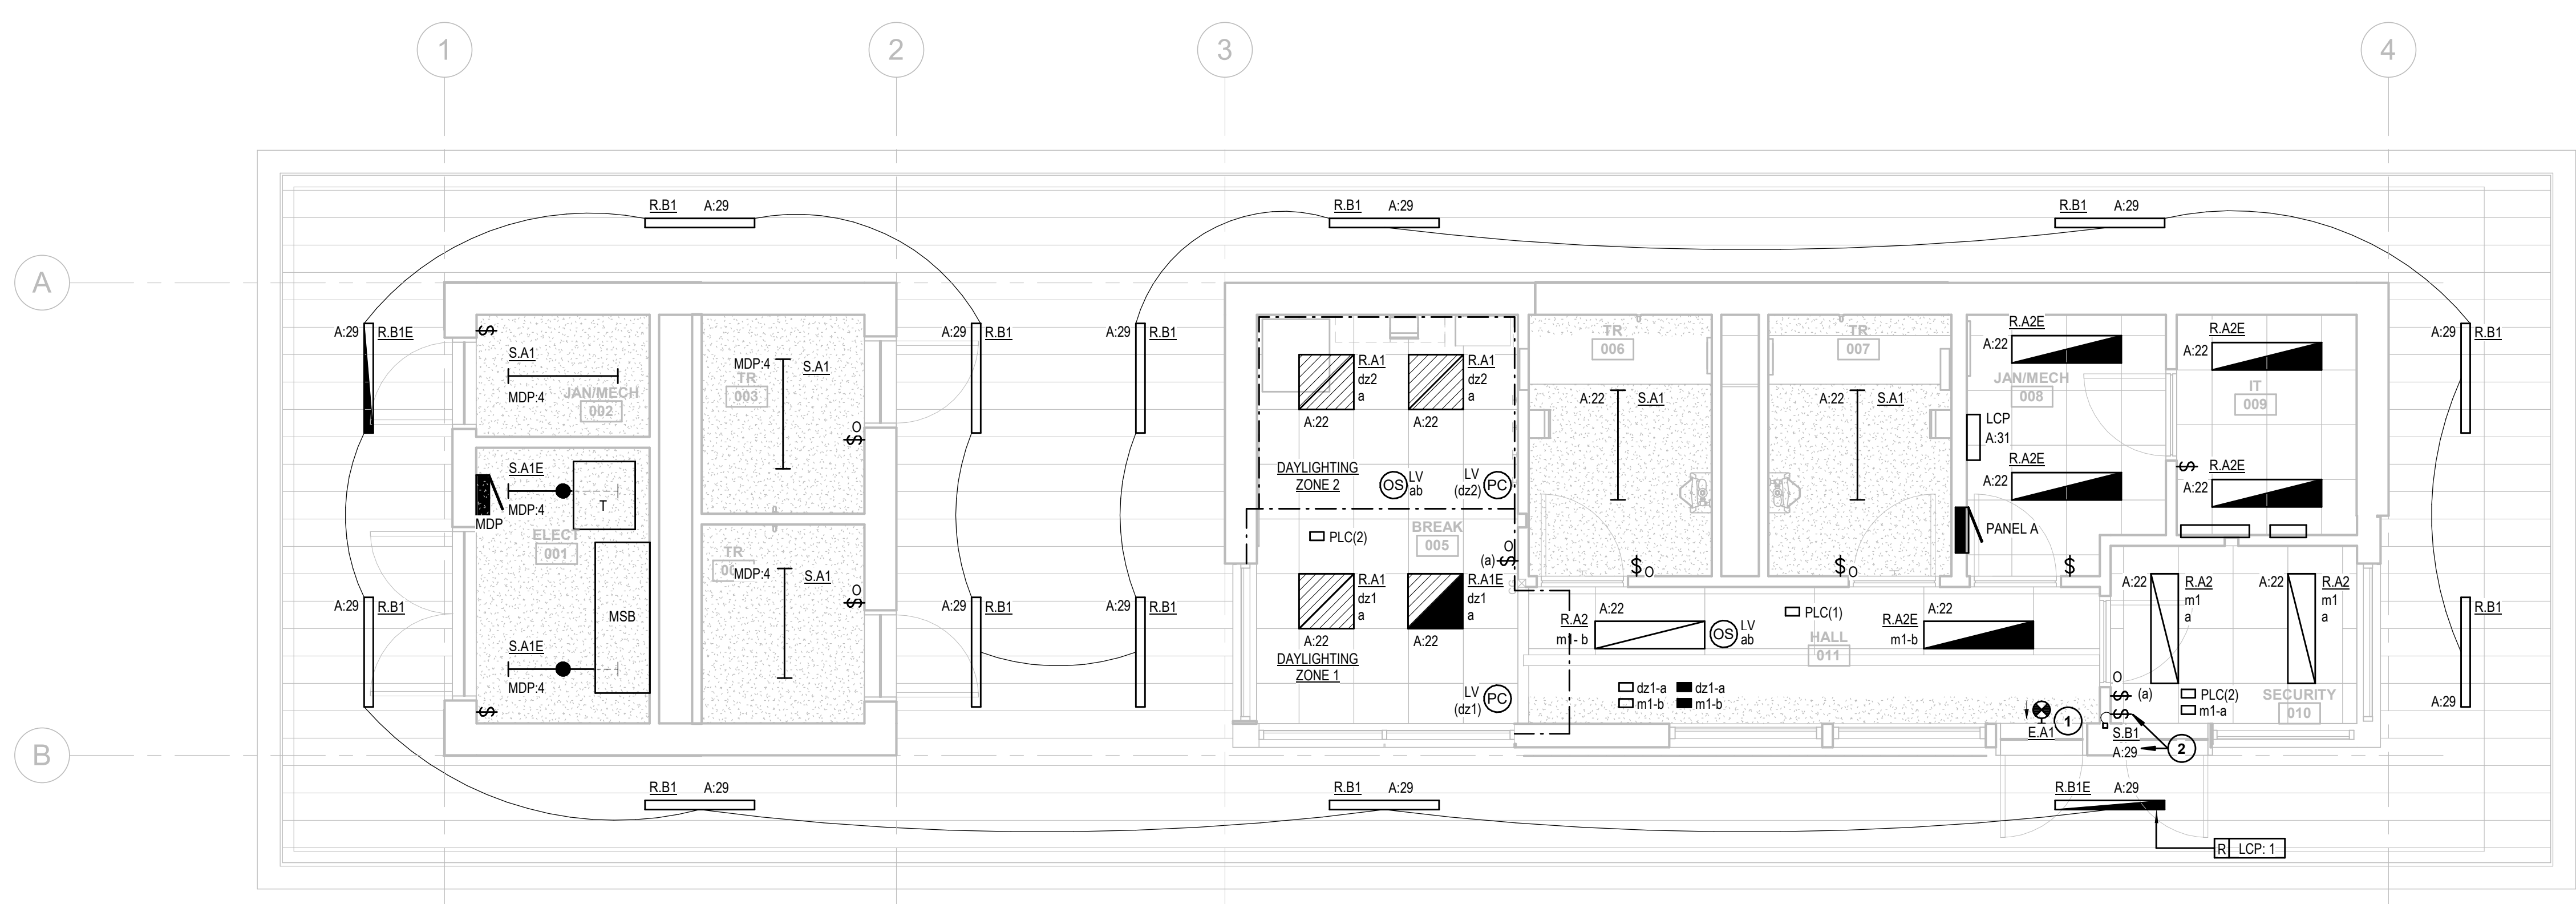 1
2
3
4
A
B
R.B1 A:29
R.B1 A:29
R.B1 A:29
A:29 R.B1E
A:29 R.B1
A:29 R.B1
A:29 R.B1
S.A1
MDP:4
JAN/MECH
002
MDP:4
S.A1
TR
003
O
S.A1E
MDP:4
T
MDP
ELECT
001
MSB
S.A1E
MDP:4
TR
MDP:4
S.A1
O
A:29 R.B1
A:29 R.B1
A:29 R.B1
R.A1
dz2
a
A:22
R.A1
dz2
a
A:22
DAYLIGHTING
ZONE 2
OS
LV
ab
LV
(dz2)
PC
PLC(2)
BREAK
005
O
(a)
R.A1
dz1
a
A:22
R.A1E
dz1
a
A:22
DAYLIGHTING
ZONE 1
LV
(dz1)
PC
TR
006
A:22 S.A1
O
TR
007
A:22 S.A1
O
R.A2E
A:22
JAN/MECH
008
LCP
A:31
R.A2E
A:22
PANEL A
R.A2E
A:22
IT
009
R.A2E
A:22
A:22
R.A2
m1- b
OS
LV
ab
PLC(1)
HALL
011
A:22
R.A2E
m1-b
dz1-a dz1-a
m1-b m1-b
E.A1
1
A:22 R.A2
m1
a
A:22 R.A2
m1
a
O
(a)
PLC(2)
m1-a
SECURITY
010
S.B1
A:29
2
A:29 R.B1
R.B1
A:29
R.B1 A:29
R.B1 A:29
R.B1E A:29
R LCP: 1